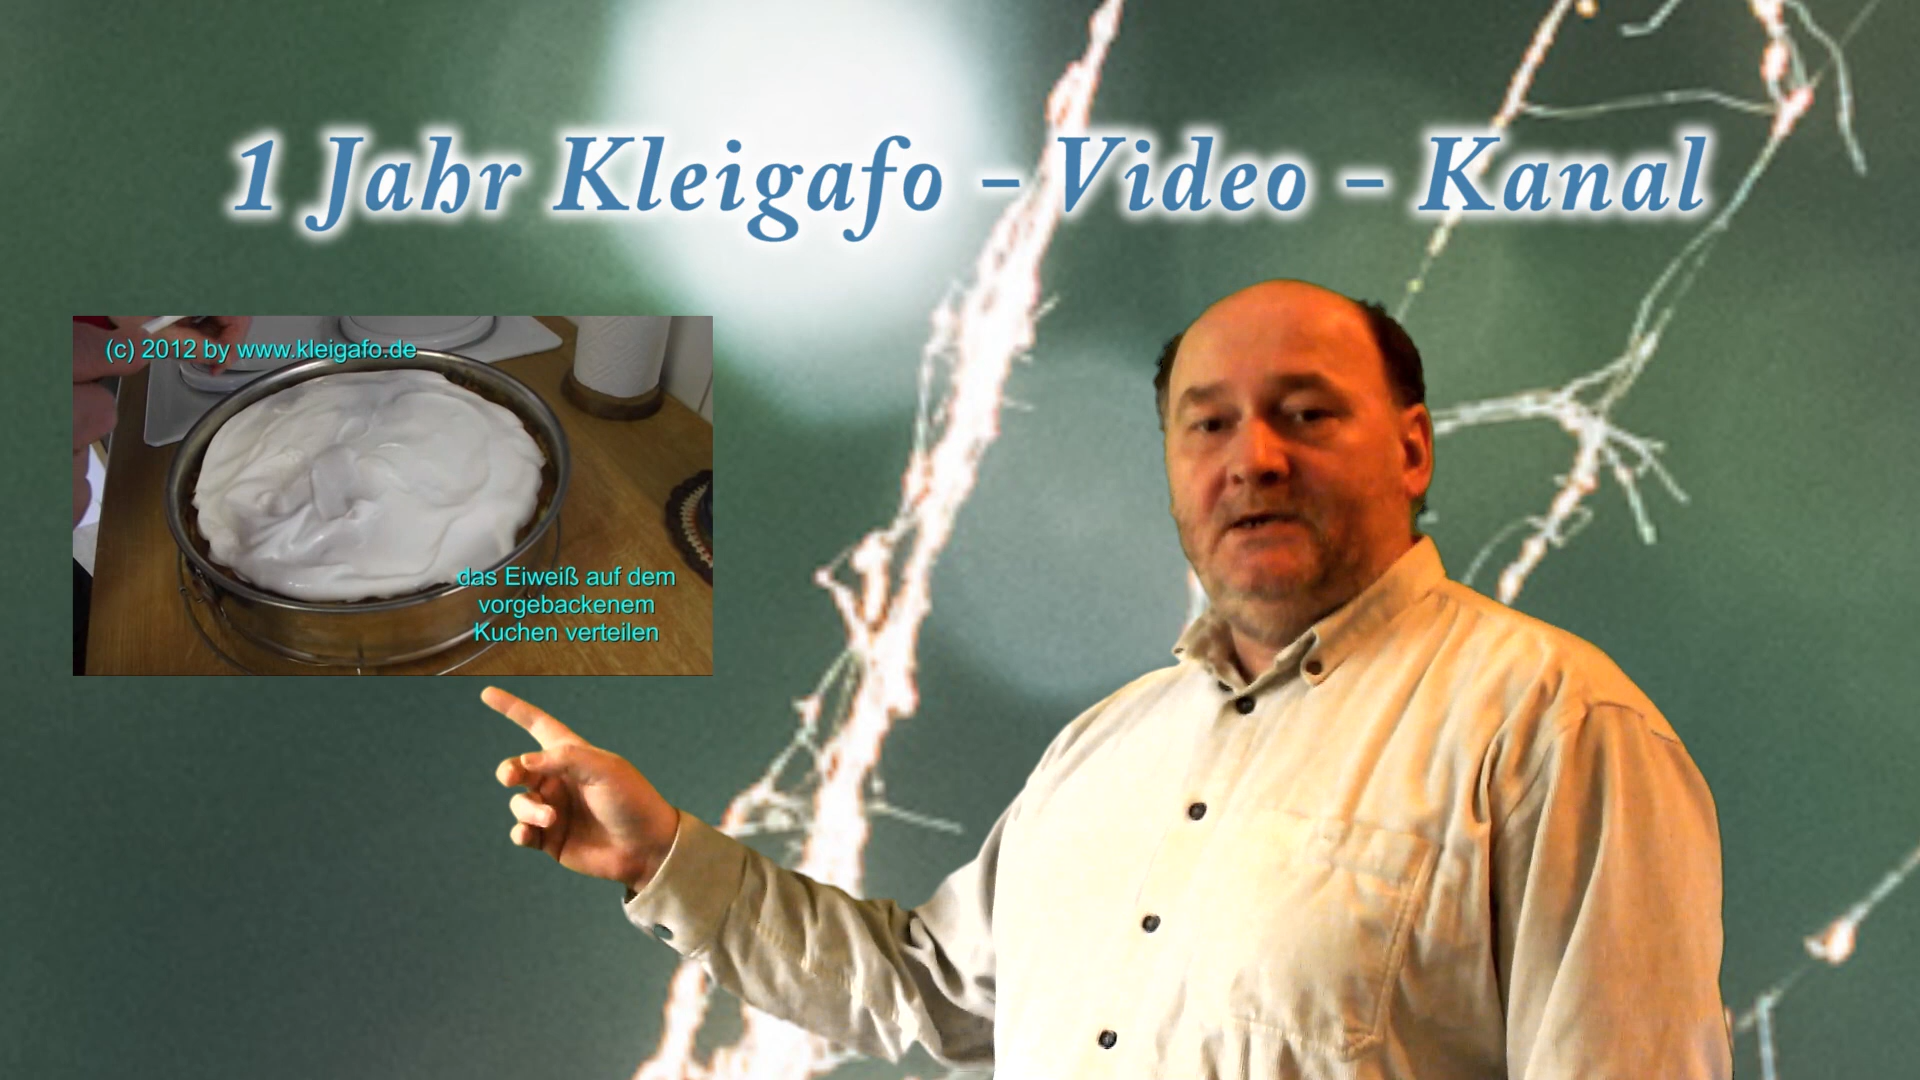 1 Jahr Kleigafo - Video - Kanal
(c) 2012 by www.kleigafo.de
das Eiweiß auf dem
vorgebackenem
Kuchen verteilen